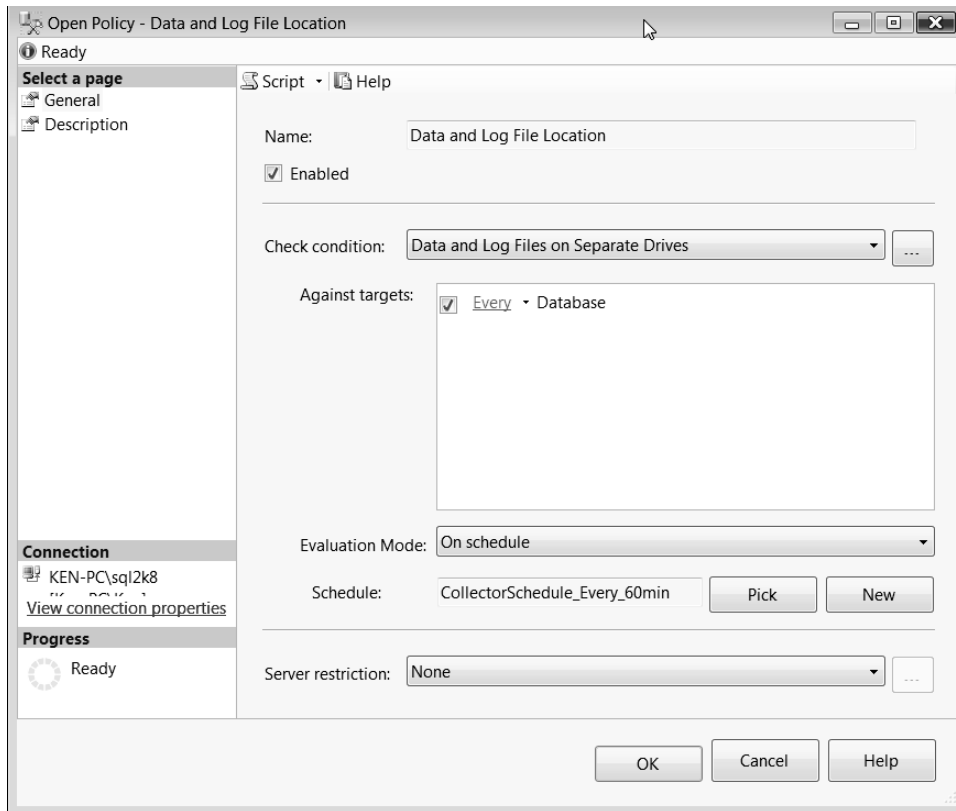 Open Policy - Data and Log File Location
Ready
Select a page
General
Description
Script
Help
Name: Data and Log File Location
Enabled
Check condition: Data and Log Files on Separate Drives ...
Against targets: Every Database
Evaluation Mode: On schedule
Schedule: CollectorSchedule_Every_60min Pick New
Server restriction: None ...
Connection
KEN-PC\sql2k8
View connection properties
Progress
Ready
OK Cancel Help